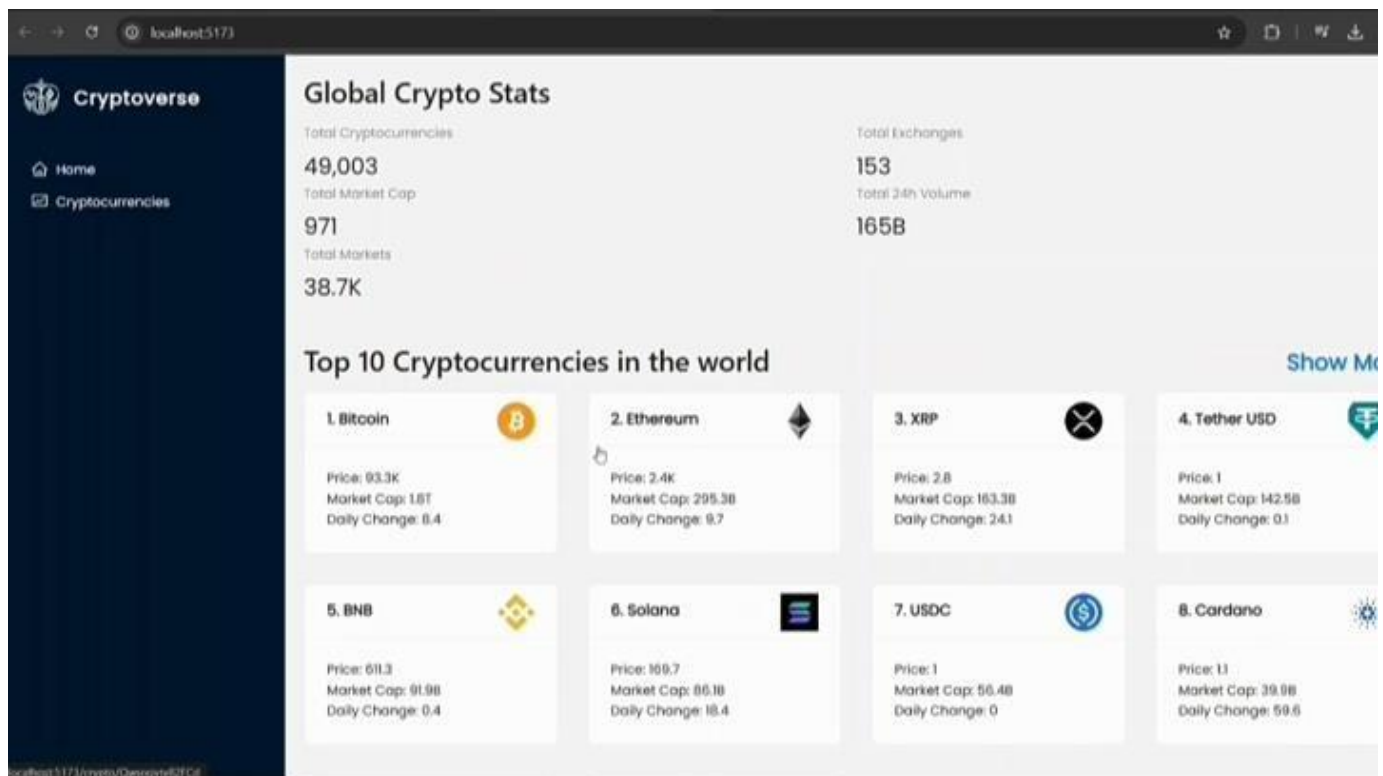 localhost:5173
Cryptoverse
Home
Cryptocurrencies
Global Crypto Stats
Total Cryptocurrencies
49,003
Total Exchanges
153
Total Market Cap
971
Total 24h Volume
165B
Total Markets
38.7K
Top 10 Cryptocurrencies in the world
Show Mo
1. Bitcoin
Price: 93.3K
Market Cap: 1.8T
Daily Change: 8.4
2. Ethereum
Price: 2.4K
Market Cap: 295.3B
Daily Change: 9.7
3. XRP
Price: 2.8
Market Cap: 163.3B
Daily Change: 24.1
4. Tether USD
Price: 1
Market Cap: 142.5B
Daily Change: 0.1
5. BNB
Price: 611.3
Market Cap: 91.9B
Daily Change: 0.4
6. Solana
Price: 169.7
Market Cap: 86.1B
Daily Change: 18.4
7. USDC
Price: 1
Market Cap: 56.4B
Daily Change: 0
8. Cardano
Price: 1.1
Market Cap: 39.9B
Daily Change: 59.6